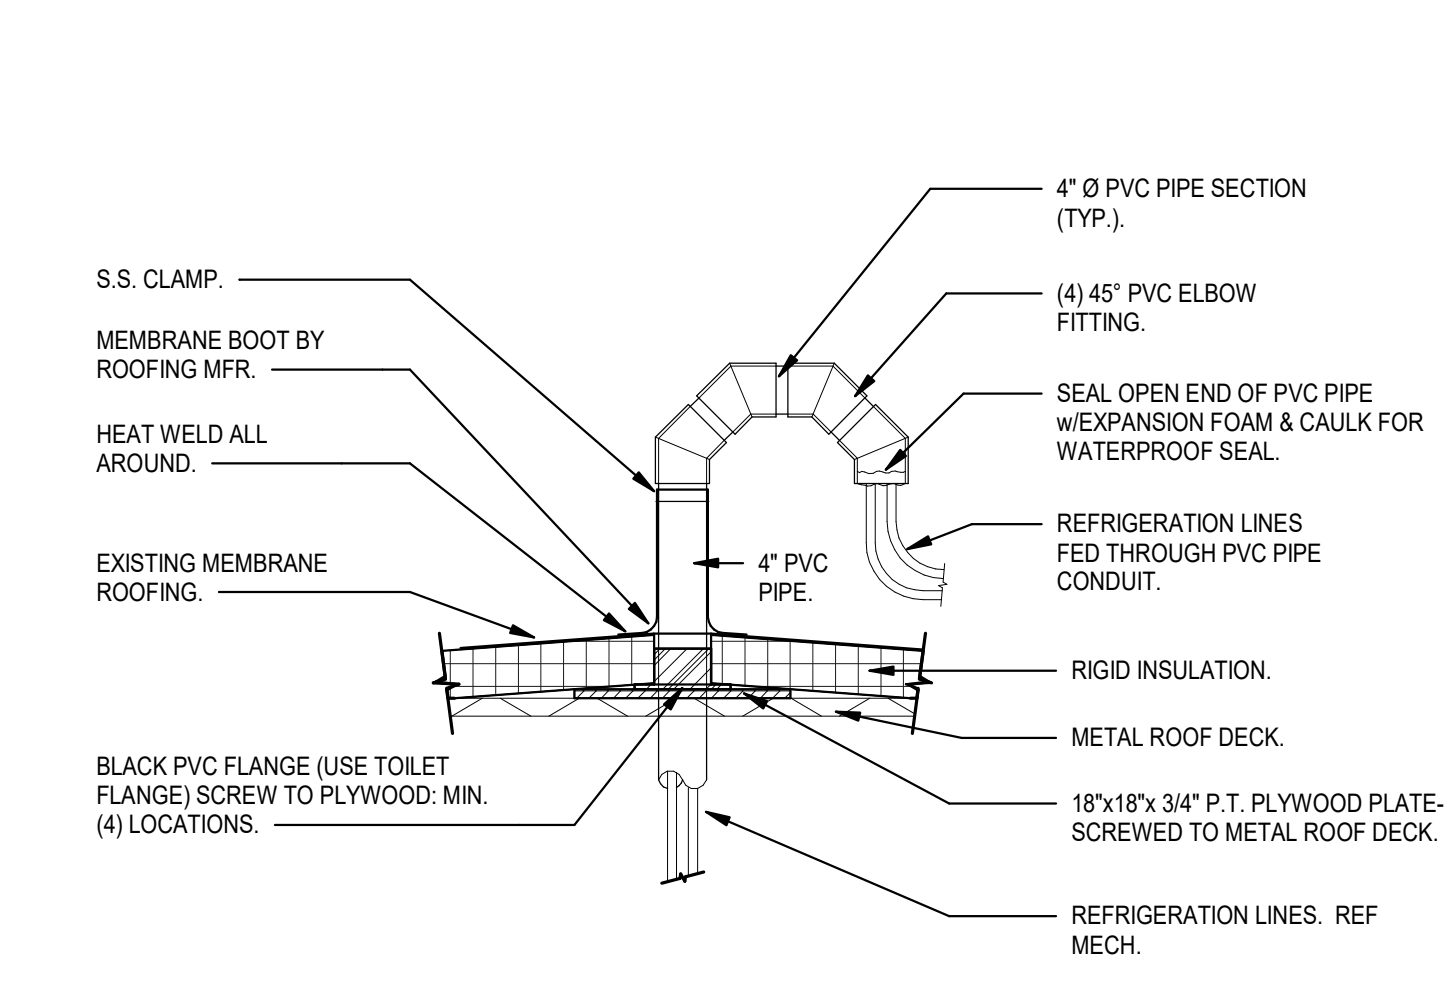 S.S. CLAMP.
MEMBRANE BOOT BY
ROOFING MFR.
HEAT WELD ALL
AROUND.
EXISTING MEMBRANE
ROOFING.
BLACK PVC FLANGE (USE TOILET
FLANGE) SCREW TO PLYWOOD: MIN.
(4) LOCATIONS.
4" PVC
PIPE.
4" Ø PVC PIPE SECTION
(TYP.).
(4) 45° PVC ELBOW
FITTING.
SEAL OPEN END OF PVC PIPE
w/EXPANSION FOAM & CAULK FOR
WATERPROOF SEAL.
REFRIGERATION LINES
FED THROUGH PVC PIPE
CONDUIT.
RIGID INSULATION.
METAL ROOF DECK.
18"x18"x 3/4" P.T. PLYWOOD PLATE-
SCREWED TO METAL ROOF DECK.
REFRIGERATION LINES.  REF
MECH.